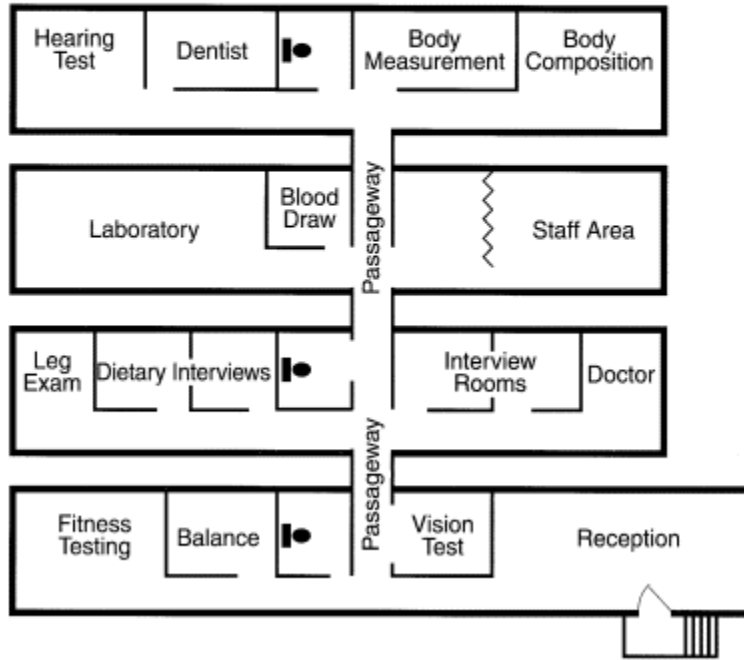 Hearing
Test
Dentist
Body
Measurement
Body
Composition
Laboratory
Blood
Draw
Passageway
Staff Area
Leg
Exam
Dietary Interviews
Interview
Rooms
Doctor
Fitness
Testing
Balance
Passageway
Vision
Test
Reception